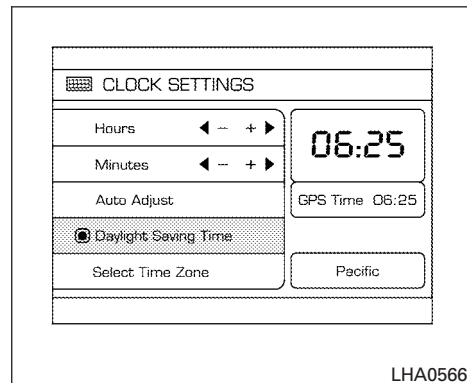 CLOCK SETTINGS
Hours ◀ – + ▶
Minutes ◀ – + ▶
Auto Adjust
Daylight Saving Time
Select Time Zone
06:25
GPS Time 06:25
Pacific
LHA0566